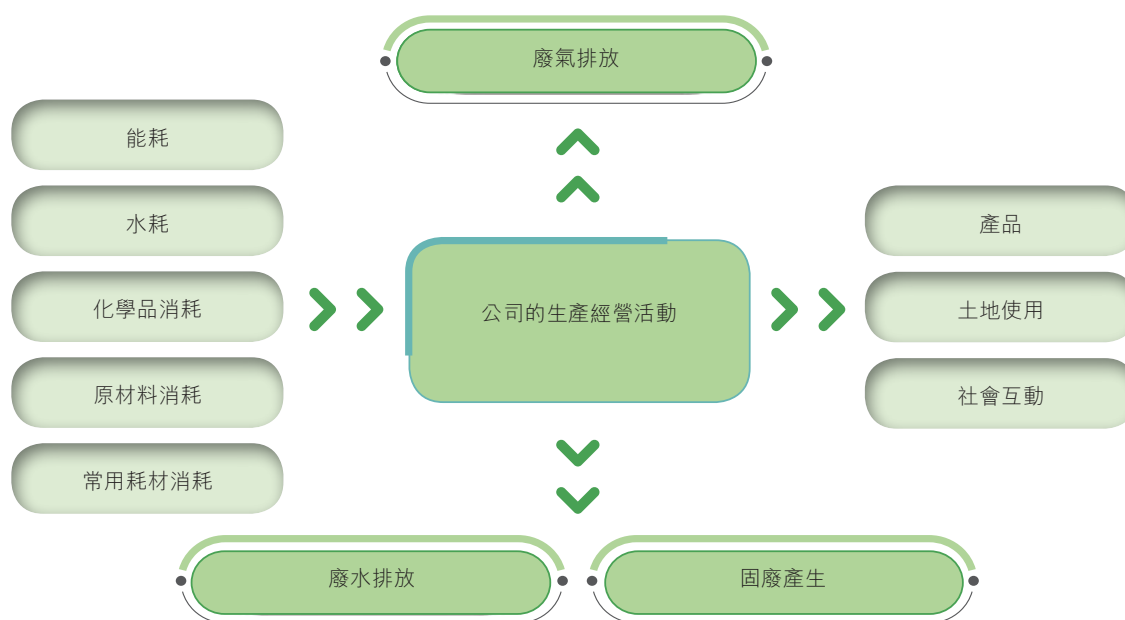 廢氣排放
能耗
水耗
化學品消耗
原材料消耗
常用耗材消耗
公司的生產經營活動
產品
土地使用
社會互動
廢水排放
固廢產生